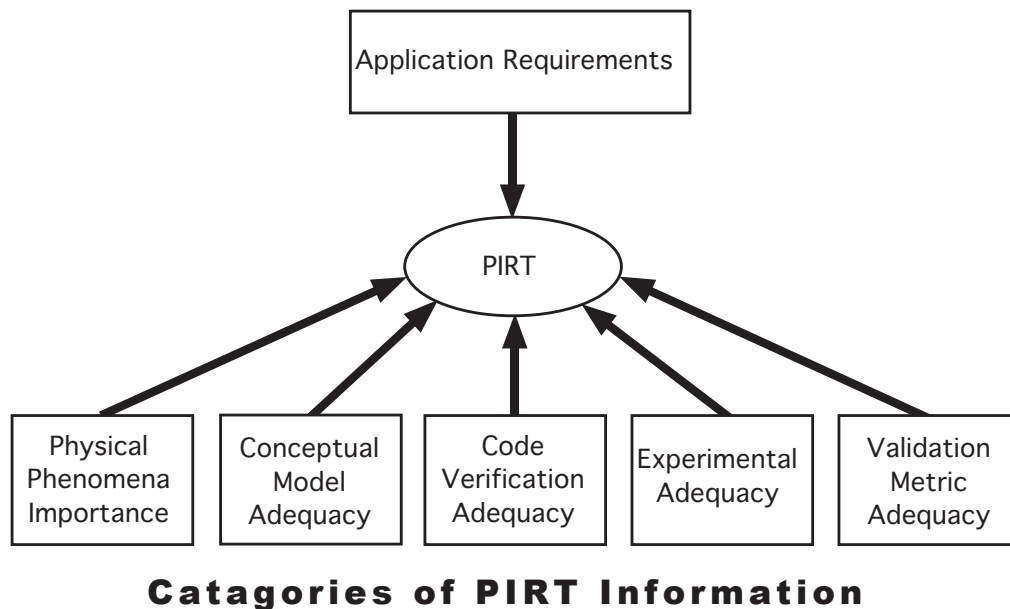 Application Requirements
PIRT
Physical
Phenomena
Importance
Conceptual
Model
Adequacy
Code
Verification
Adequacy
Experimental
Adequacy
Validation
Metric
Adequacy
Catagories of PIRT Information